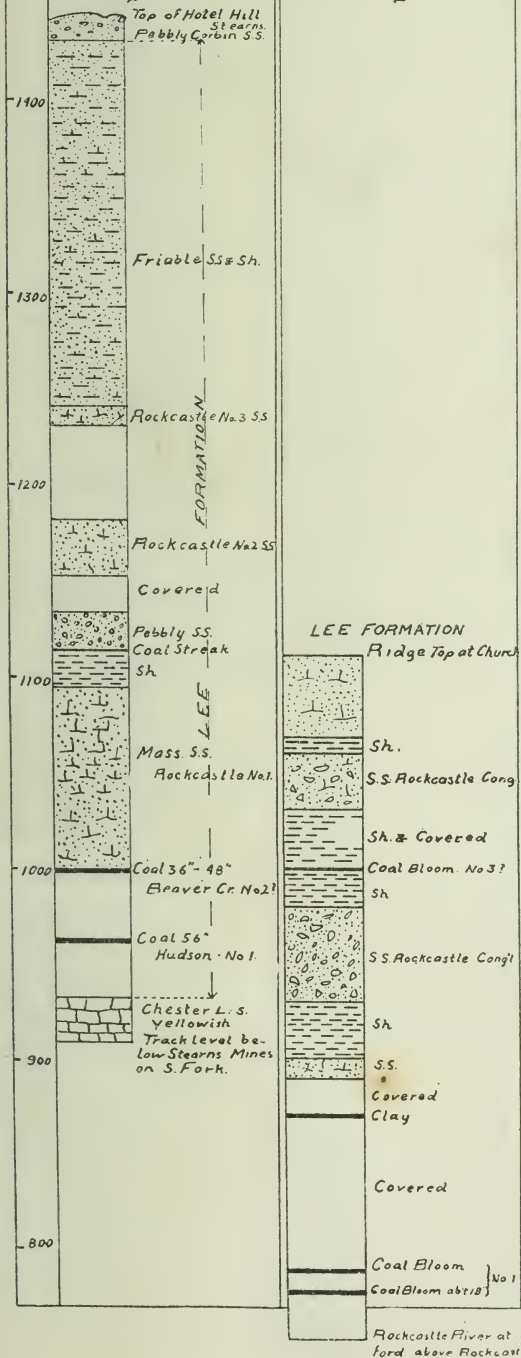 Top of Hotel Hill
Stearns.
Pebbly Corbin S.S.
1400
Friable SS & Sh.
1300
Rockcastle No.3 SS
1200
Rockcastle No2 SS
Covered
Pebbly SS.
Coal Streak
Sh
1100
Mass. S.S.
Rockcastle No.1.
1000
Coal 36"-48"
Beaver Cr. No2?
Coal 56"
Hudson. No 1.
Chester L.S.
yellowish
Track level be-
low Stearns Mines
on S. Fork.
900
800
LEE FORMATION
LEE FORMATION
Ridge Top at Church
Sh.
S.S. Rockcastle Cong
Sh. & Covered
Coal Bloom. No 3?
Sh
S.S. Rockcastle Cong'l
Sh
S.S.
Covered
Clay
Covered
Coal Bloom
No 1
Coal Bloom abt 18"
Rockcastle River at
ford above Rockcast